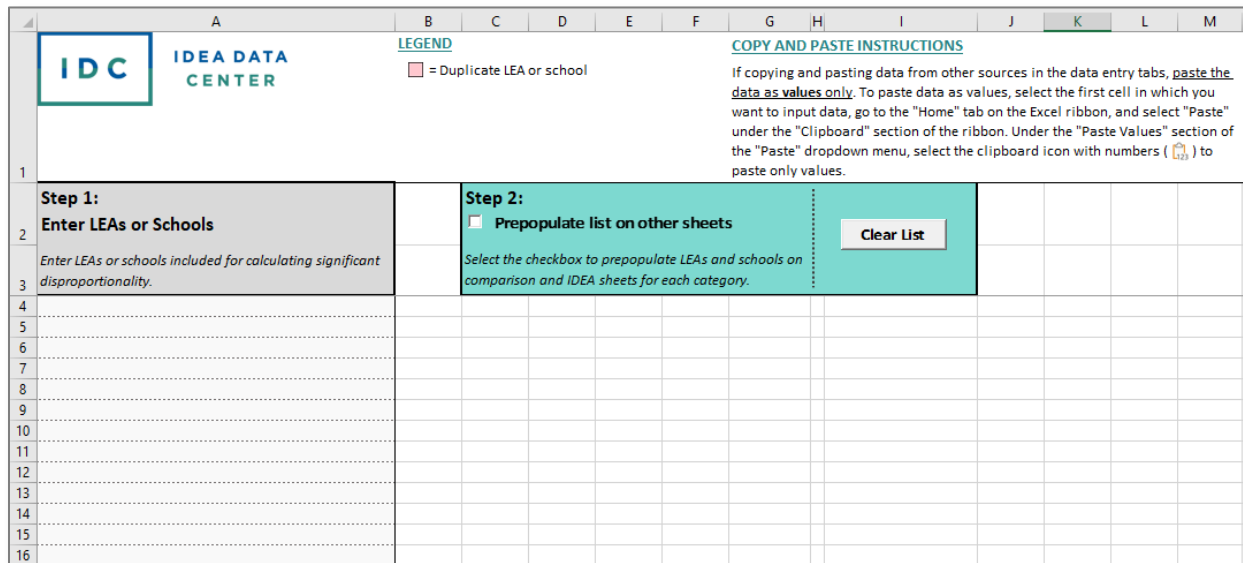 A B C D E F G H I J K L M
IDC
IDEA DATA
CENTER
LEGEND
= Duplicate LEA or school
COPY AND PASTE INSTRUCTIONS
If copying and pasting data from other sources in the data entry tabs, paste the
data as values only. To paste data as values, select the first cell in which you
want to input data, go to the "Home" tab on the Excel ribbon, and select "Paste"
under the "Clipboard" section of the ribbon. Under the "Paste Values" section of
the "Paste" dropdown menu, select the clipboard icon with numbers ( 123 ) to
paste only values.
1
Step 1:
Enter LEAs or Schools
2
Enter LEAs or schools included for calculating significant
disproportionality.
3
Step 2:
Prepopulate list on other sheets
Select the checkbox to prepopulate LEAs and schools on
comparison and IDEA sheets for each category.
Clear List
4
5
6
7
8
9
10
11
12
13
14
15
16